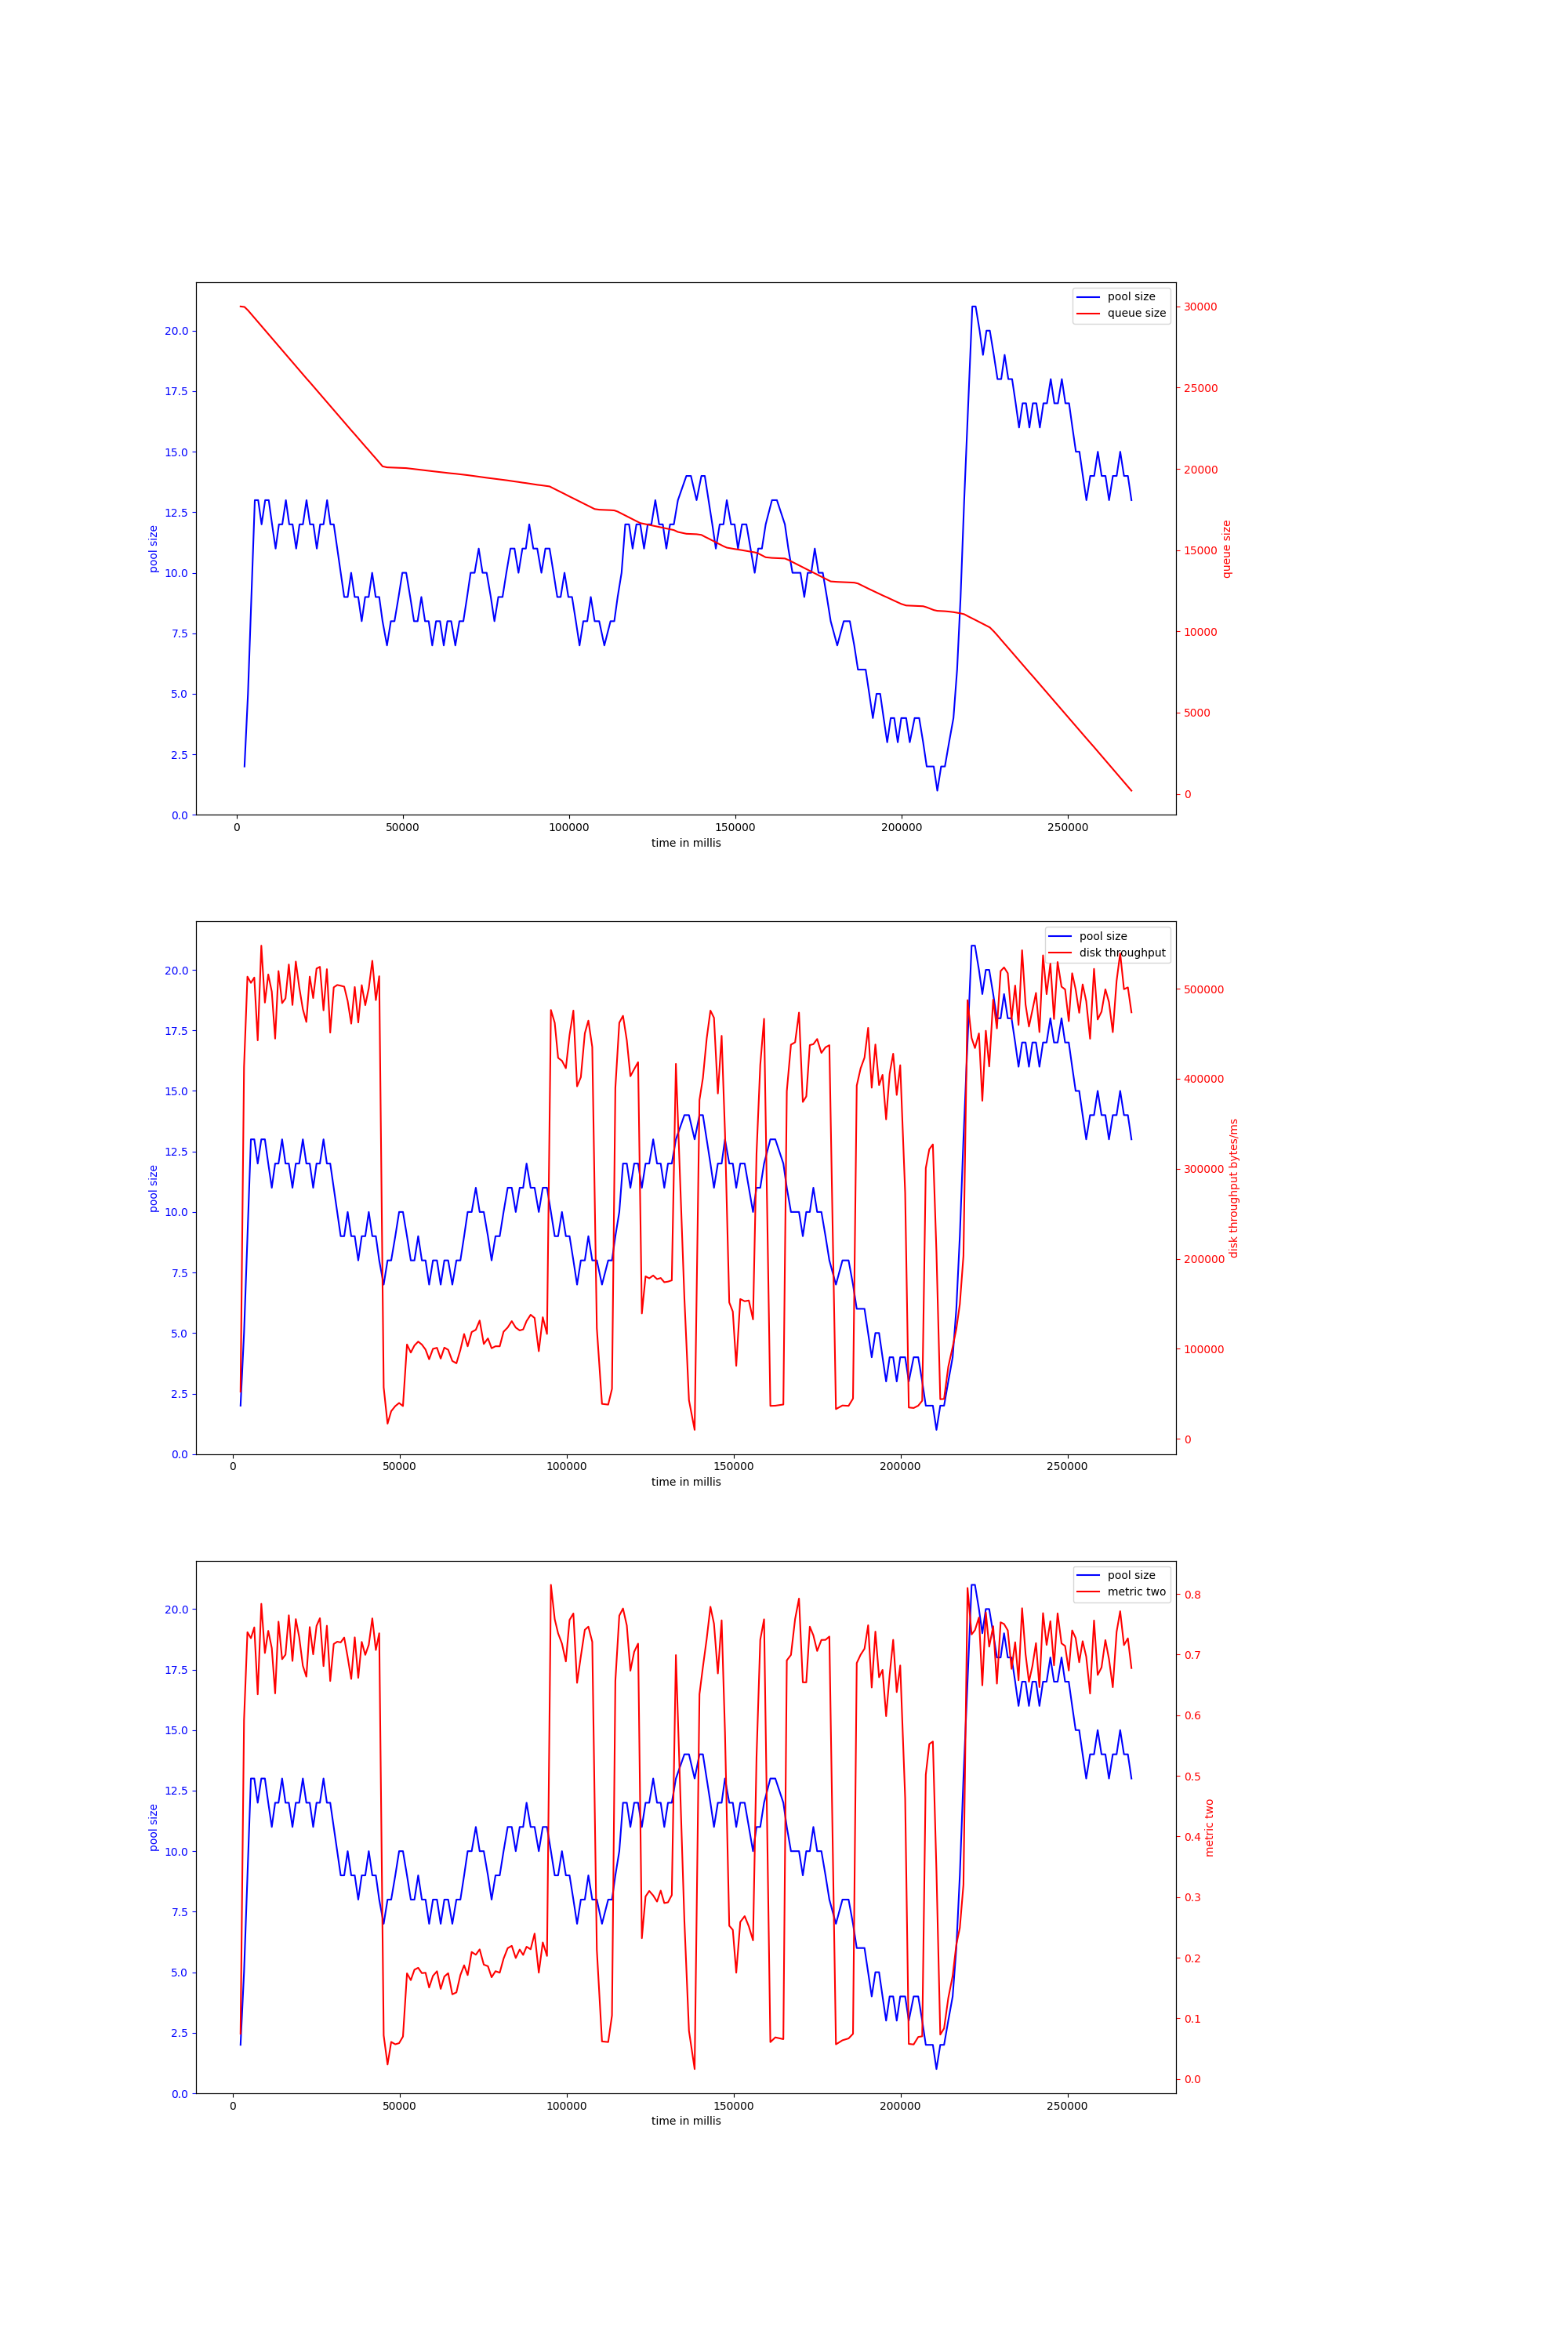 pool size
queue size
20.0
17.5
15.0
12.5
10.0
7.5
5.0
2.5
0.0
pool size
30000
25000
20000
15000
10000
5000
0
queue size
0 50000 100000 150000 200000 250000
time in millis
pool size
disk throughput
20.0
17.5
15.0
12.5
10.0
7.5
5.0
2.5
0.0
pool size
500000
400000
300000
200000
100000
0
disk throughput bytes/ms
0 50000 100000 150000 200000 250000
time in millis
pool size
metric two
20.0
17.5
15.0
12.5
10.0
7.5
5.0
2.5
0.0
pool size
0.8
0.7
0.6
0.5
0.4
0.3
0.2
0.1
0.0
metric two
0 50000 100000 150000 200000 250000
time in millis